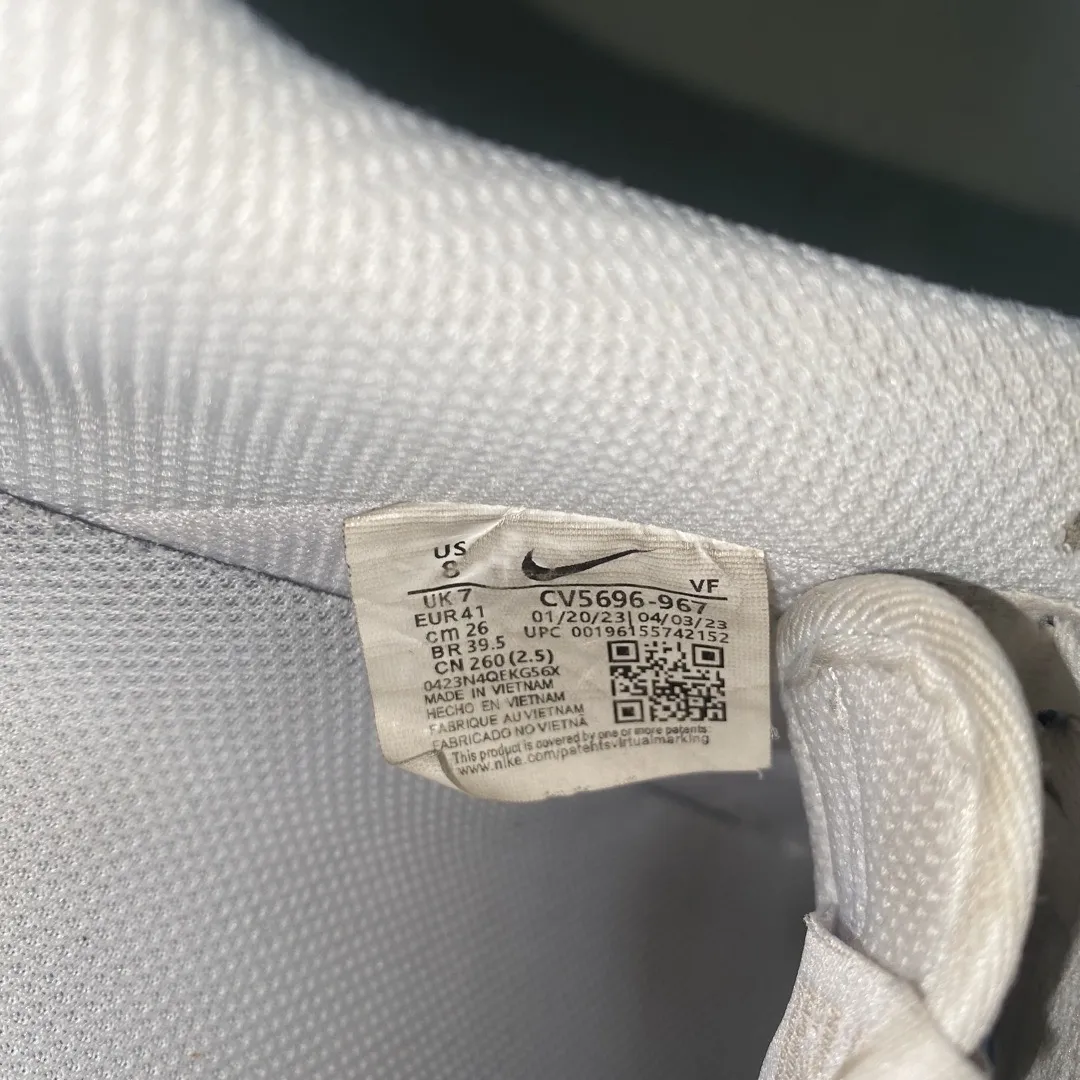 US
8
VF
UK 7
CV5696-967
EUR 41
01/20/23| 04/03/23
cm 26
UPC 00196155742152
BR 39.5
CN 260 (2.5)
0423N4QEKG56X
MADE IN VIETNAM
HECHO EN VIETNAM
FABRIQUE AU VIETNAM
FABRICADO NO VIETNÃ
This product is covered by one or more patents:
www.nike.com/patentsvirtualmarking